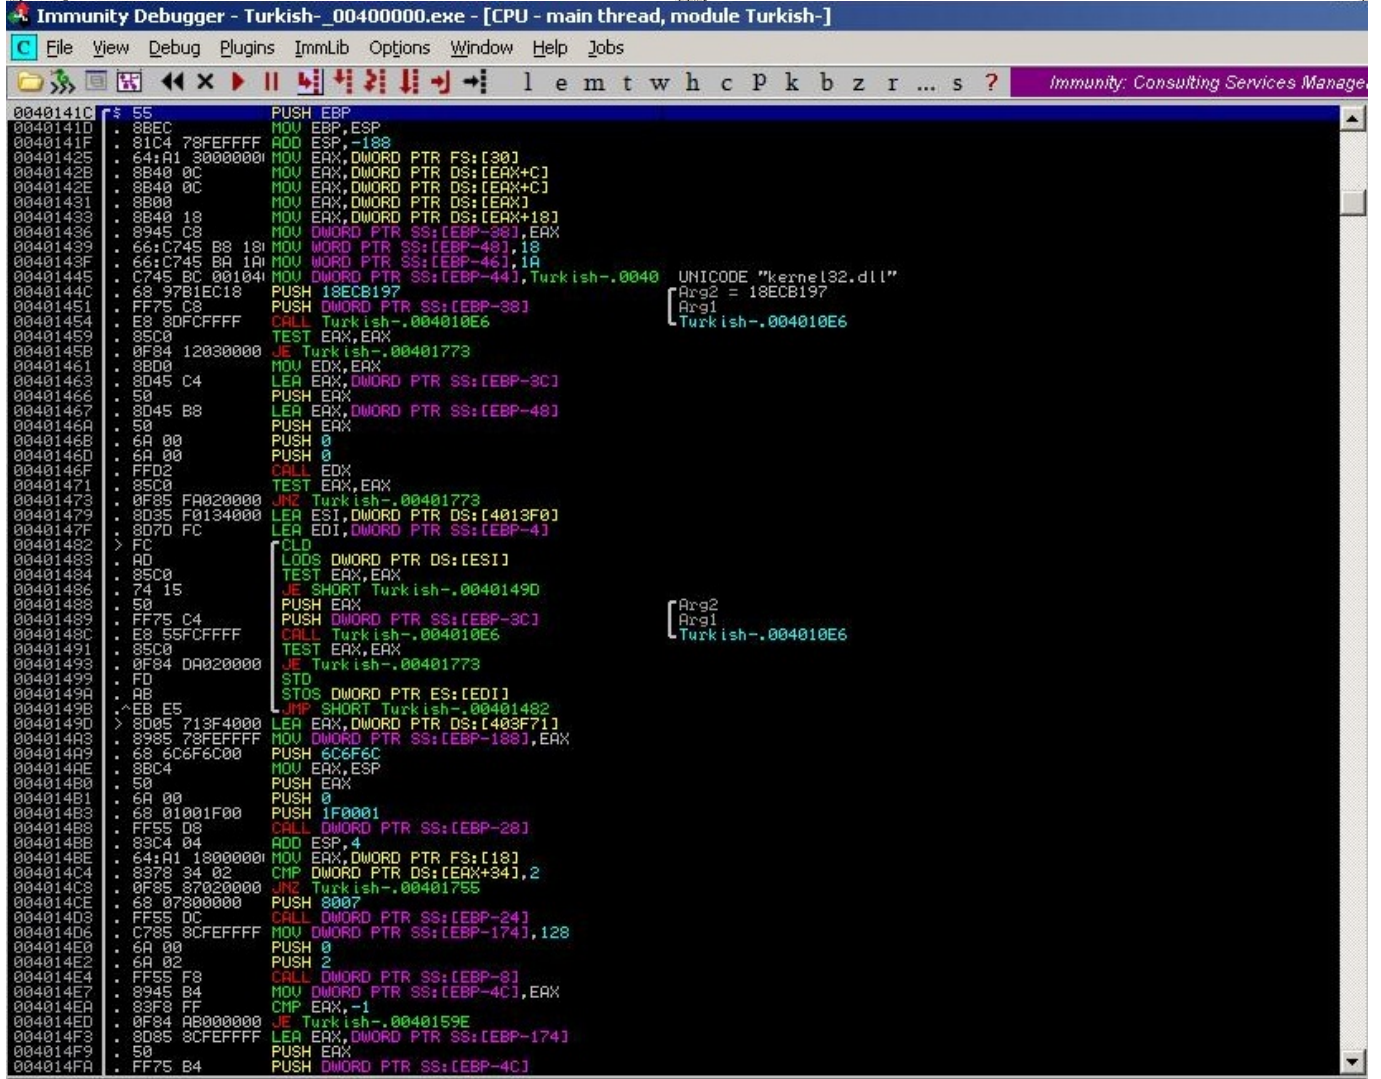 Immunity Debugger - Turkish-_00400000.exe - [CPU - main thread, module Turkish-]
C File View Debug Plugins ImmLib Options Window Help Jobs
l e m t w h c P k b z r ... s ? Immunity: Consulting Services Manage
0040141C $ 55 PUSH EBP
0040141D . 8BEC MOV EBP,ESP
0040141F . 81C4 78FEFFFF ADD ESP,-188
00401425 . 64:A1 3000000 MOV EAX,DWORD PTR FS:[30]
0040142B . 8B40 0C MOV EAX,DWORD PTR DS:[EAX+C]
0040142E . 8B40 0C MOV EAX,DWORD PTR DS:[EAX+C]
00401431 . 8B00 MOV EAX,DWORD PTR DS:[EAX]
00401433 . 8B40 18 MOV EAX,DWORD PTR DS:[EAX+18]
00401436 . 8945 C8 MOV DWORD PTR SS:[EBP-38],EAX
00401439 . 66:C745 B8 18 MOV WORD PTR SS:[EBP-48],18
0040143F . 66:C745 BA 1A MOV WORD PTR SS:[EBP-46],1A
00401445 . C745 BC 00104 MOV DWORD PTR SS:[EBP-44],Turkish-.0040 UNICODE "kernel32.dll"
0040144C . 68 97B1EC18 PUSH 18ECB197 Arg2 = 18ECB197
00401451 . FF75 C8 PUSH DWORD PTR SS:[EBP-38] Arg1
00401454 . E8 8DFCFFFF CALL Turkish-.004010E6 Turkish-.004010E6
00401459 . 85C0 TEST EAX,EAX
0040145B . 0F84 12030000 JE Turkish-.00401773
00401461 . 8BD0 MOV EDX,EAX
00401463 . 8D45 C4 LEA EAX,DWORD PTR SS:[EBP-3C]
00401466 . 50 PUSH EAX
00401467 . 8D45 B8 LEA EAX,DWORD PTR SS:[EBP-48]
0040146A . 50 PUSH EAX
0040146B . 6A 00 PUSH 0
0040146D . 6A 00 PUSH 0
0040146F . FFD2 CALL EDX
00401471 . 85C0 TEST EAX,EAX
00401473 . 0F85 FA020000 JNZ Turkish-.00401773
00401479 . 8D35 F0134000 LEA ESI,DWORD PTR DS:[4013F0]
0040147F . 8D7D FC LEA EDI,DWORD PTR SS:[EBP-4]
00401482 > FC CLD
00401483 . AD LODS DWORD PTR DS:[ESI]
00401484 . 85C0 TEST EAX,EAX
00401486 . 74 15 JE SHORT Turkish-.0040149D
00401488 . 50 PUSH EAX Arg2
00401489 . FF75 C4 PUSH DWORD PTR SS:[EBP-3C] Arg1
0040148C . E8 55FCFFFF CALL Turkish-.004010E6 Turkish-.004010E6
00401491 . 85C0 TEST EAX,EAX
00401493 . 0F84 DA020000 JE Turkish-.00401773
00401499 . FD STD
0040149A . AB STOS DWORD PTR ES:[EDI]
0040149B .^EB E5 JMP SHORT Turkish-.00401482
0040149D > 8D05 713F4000 LEA EAX,DWORD PTR DS:[403F71]
004014A3 . 8985 78FEFFFF MOV DWORD PTR SS:[EBP-188],EAX
004014A9 . 68 6C6F6C00 PUSH 6C6F6C
004014AE . 8BC4 MOV EAX,ESP
004014B0 . 50 PUSH EAX
004014B1 . 6A 00 PUSH 0
004014B3 . 68 01001F00 PUSH 1F0001
004014B8 . FF55 D8 CALL DWORD PTR SS:[EBP-28]
004014BB . 83C4 04 ADD ESP,4
004014BE . 64:A1 1800000 MOV EAX,DWORD PTR FS:[18]
004014C4 . 8378 34 02 CMP DWORD PTR DS:[EAX+34],2
004014C8 . 0F85 87020000 JNZ Turkish-.00401755
004014CE . 68 07800000 PUSH 8007
004014D3 . FF55 DC CALL DWORD PTR SS:[EBP-24]
004014D6 . C785 8CFEFFFF MOV DWORD PTR SS:[EBP-174],128
004014E0 . 6A 00 PUSH 0
004014E2 . 6A 02 PUSH 2
004014E4 . FF55 F8 CALL DWORD PTR SS:[EBP-8]
004014E7 . 8945 B4 MOV DWORD PTR SS:[EBP-4C],EAX
004014EA . 83F8 FF CMP EAX,-1
004014ED . 0F84 AB000000 JE Turkish-.0040159E
004014F3 . 8D85 8CFEFFFF LEA EAX,DWORD PTR SS:[EBP-174]
004014F9 . 50 PUSH EAX
004014FA . FF75 B4 PUSH DWORD PTR SS:[EBP-4C]